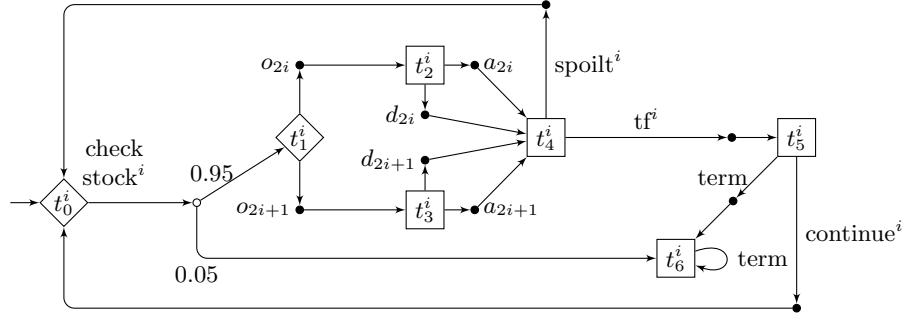 spoilt^i
o_{2i}
t_2^i
a_{2i}
d_{2i}
check
stock^i
t_1^i
t_4^i
tf^i
t_5^i
0.95
d_{2i+1}
term
t_0^i
o_{2i+1}
t_3^i
a_{2i+1}
continue^i
0.05
t_6^i
term